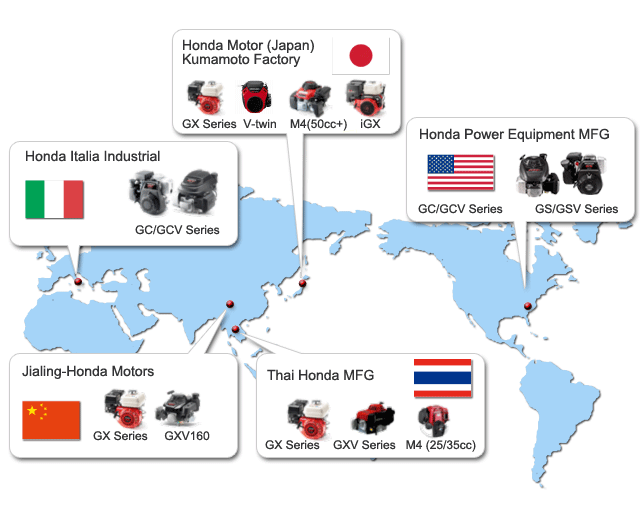 Honda Motor (Japan)
Kumamoto Factory
GX Series V-twin M4(50cc+) iGX
Honda Power Equipment MFG
GC/GCV Series GS/GSV Series
Honda Italia Industrial
GC/GCV Series
Jialing-Honda Motors
GX Series GXV160
Thai Honda MFG
GX Series GXV Series M4 (25/35cc)